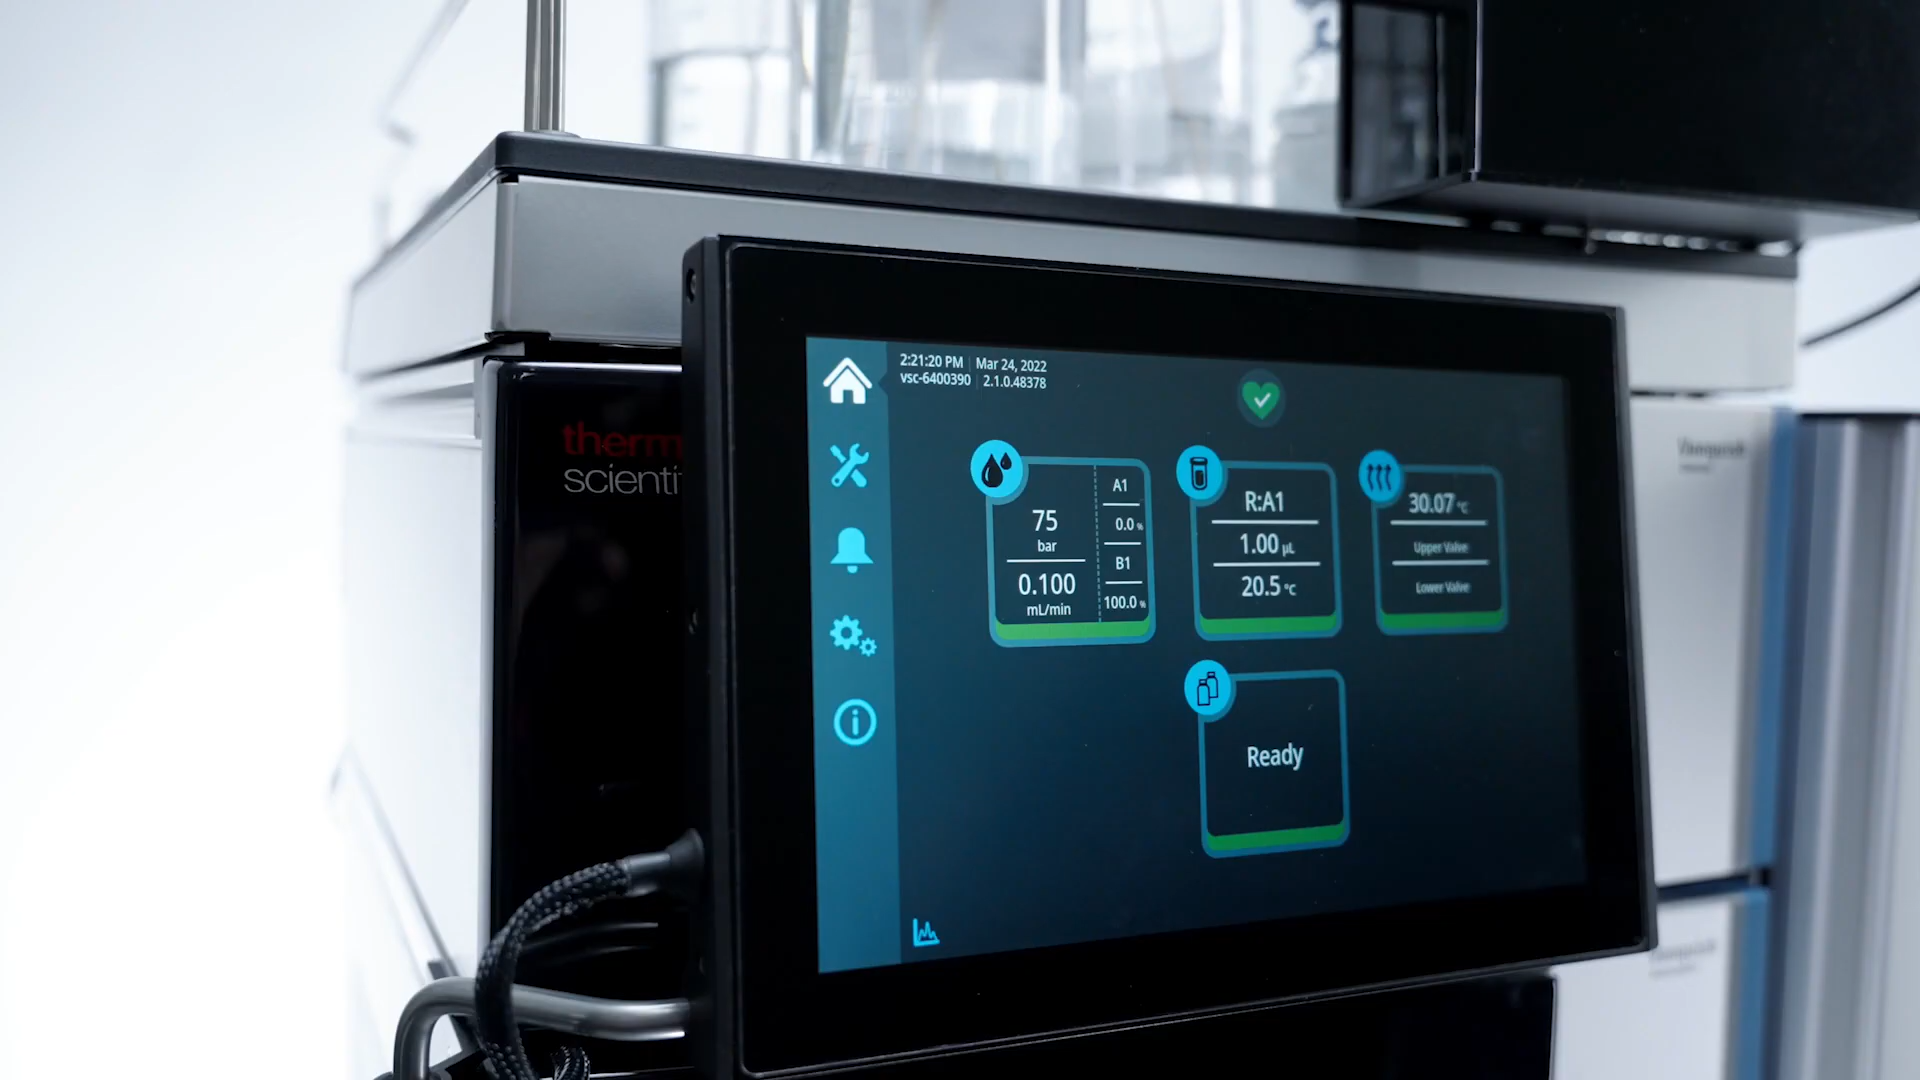 2:21:20 PM | Mar 24, 2022
vsc-6400390 | 2.1.0.48378
therm
scientif
75
bar
0.100
mL/min
A1
0.0 %
B1
100.0 %
R:A1
1.00 µL
20.5 °C
30.07 °C
Upper Valve
Lower Valve
Ready
Vanquish